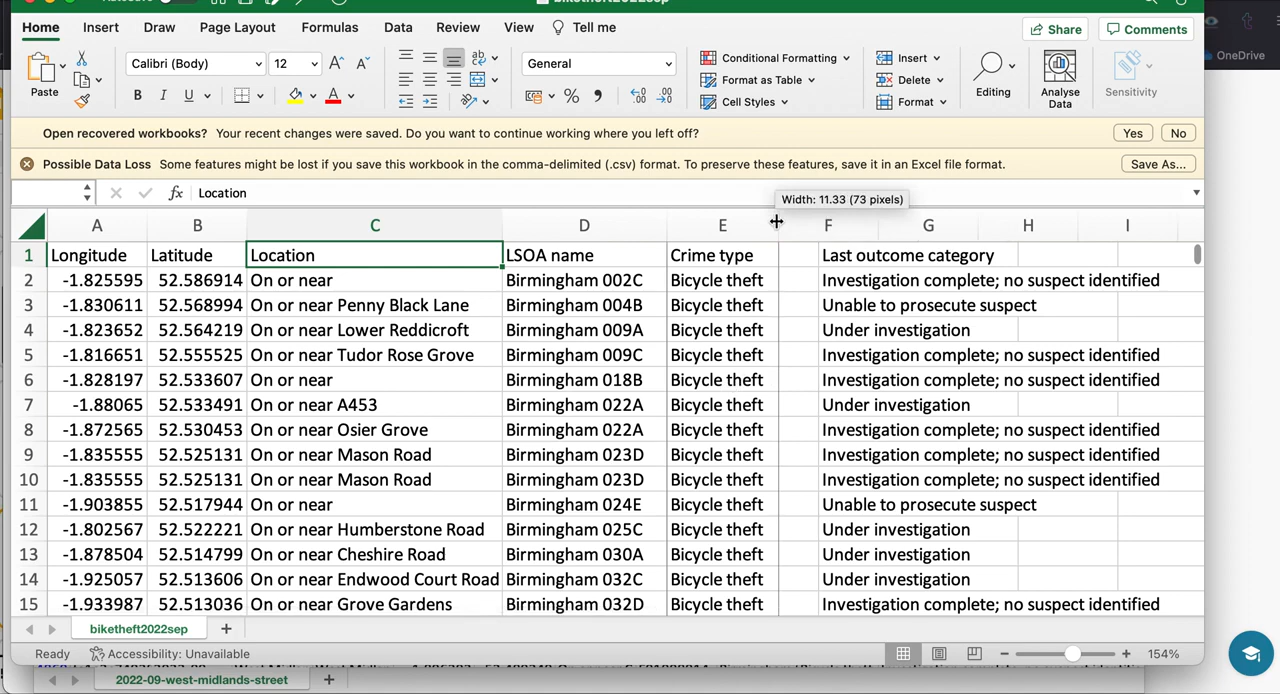 biketheft2022sep
Home Insert Draw Page Layout Formulas Data Review View Tell me Share Comments
OneDrive
Calibri (Body) 12 General Conditional Formatting Insert
Format as Table Delete
Paste B I U Cell Styles Format Editing Analyse Data Sensitivity
Open recovered workbooks? Your recent changes were saved. Do you want to continue working where you left off? Yes No
Possible Data Loss Some features might be lost if you save this workbook in the comma-delimited (.csv) format. To preserve these features, save it in an Excel file format. Save As...
fx Location
Width: 11.33 (73 pixels)
A B C D E F G H I
1 Longitude Latitude Location LSOA name Crime type Last outcome category
2 -1.825595 52.586914 On or near Birmingham 002C Bicycle theft Investigation complete; no suspect identified
3 -1.830611 52.568994 On or near Penny Black Lane Birmingham 004B Bicycle theft Unable to prosecute suspect
4 -1.823652 52.564219 On or near Lower Reddicroft Birmingham 009A Bicycle theft Under investigation
5 -1.816651 52.555525 On or near Tudor Rose Grove Birmingham 009C Bicycle theft Investigation complete; no suspect identified
6 -1.828197 52.533607 On or near Birmingham 018B Bicycle theft Investigation complete; no suspect identified
7 -1.88065 52.533491 On or near A453 Birmingham 022A Bicycle theft Under investigation
8 -1.872565 52.530453 On or near Osier Grove Birmingham 022A Bicycle theft Investigation complete; no suspect identified
9 -1.835555 52.525131 On or near Mason Road Birmingham 023D Bicycle theft Investigation complete; no suspect identified
10 -1.835555 52.525131 On or near Mason Road Birmingham 023D Bicycle theft Investigation complete; no suspect identified
11 -1.903855 52.517944 On or near Birmingham 024E Bicycle theft Unable to prosecute suspect
12 -1.802567 52.522221 On or near Humberstone Road Birmingham 025C Bicycle theft Under investigation
13 -1.878504 52.514799 On or near Cheshire Road Birmingham 030A Bicycle theft Under investigation
14 -1.925057 52.513606 On or near Endwood Court Road Birmingham 032C Bicycle theft Under investigation
15 -1.933987 52.513036 On or near Grove Gardens Birmingham 032D Bicycle theft Investigation complete; no suspect identified
biketheft2022sep +
Ready Accessibility: Unavailable 154%
2022-09-west-midlands-street +